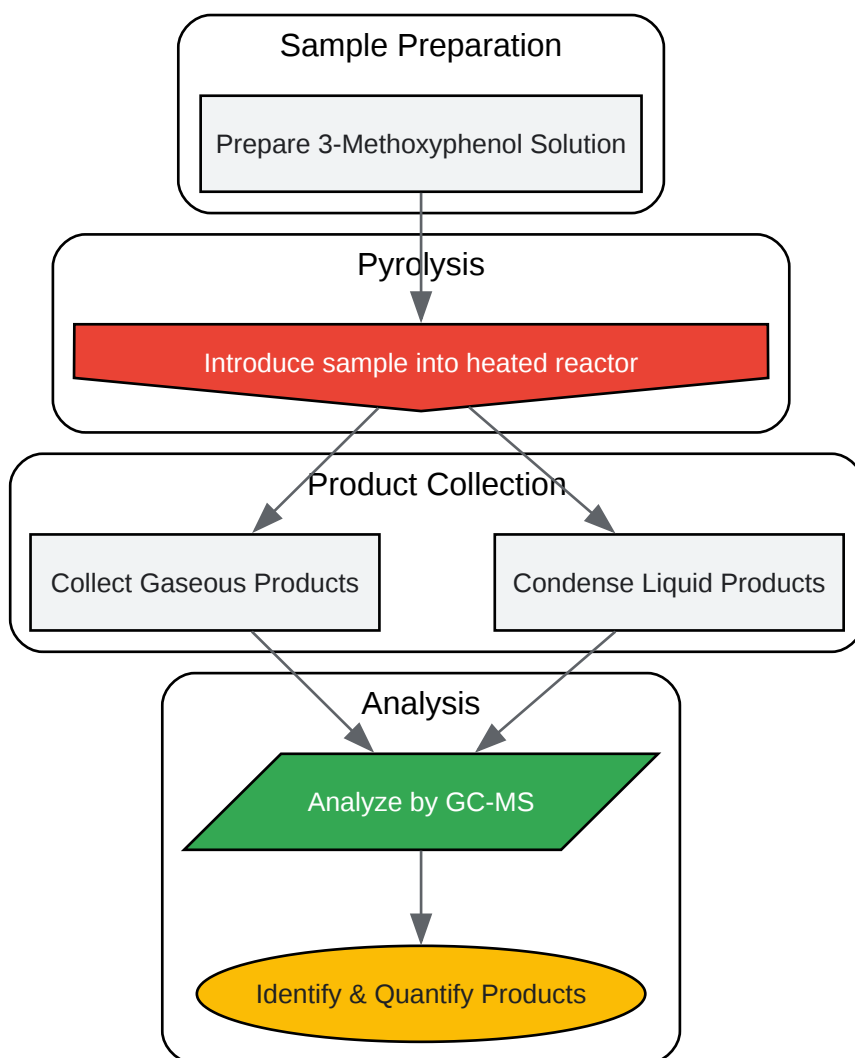 Sample Preparation
Prepare 3-Methoxyphenol Solution
Pyrolysis
Introduce sample into heated reactor
Product Collection
Collect Gaseous Products
Condense Liquid Products
Analysis
Analyze by GC-MS
Identify & Quantify Products